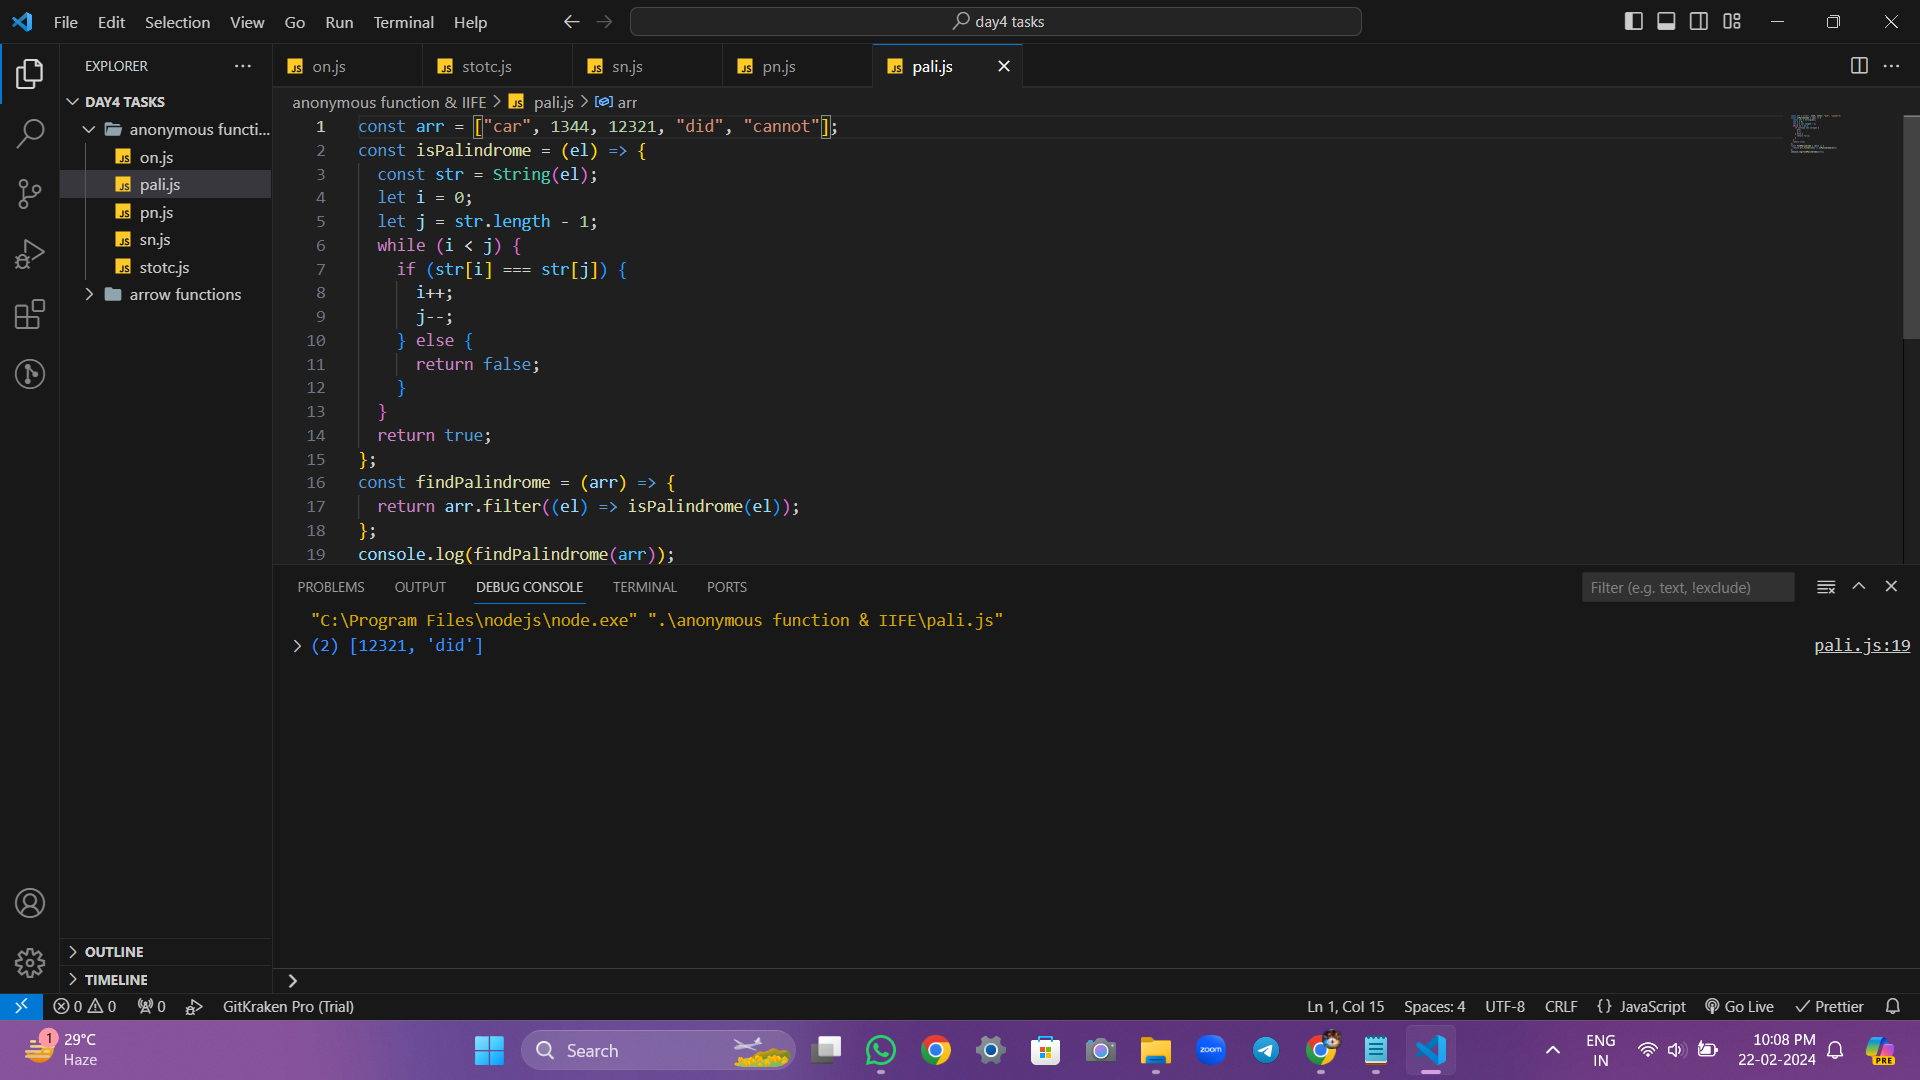 File Edit Selection View Go Run Terminal Help
day4 tasks
EXPLORER
DAY4 TASKS
anonymous functi...
on.js
pali.js
pn.js
sn.js
stotc.js
arrow functions
OUTLINE
TIMELINE
on.js stotc.js sn.js pn.js pali.js
anonymous function & IIFE > pali.js > arr
1 const arr = ["car", 1344, 12321, "did", "cannot"];
2 const isPalindrome = (el) => {
3 const str = String(el);
4 let i = 0;
5 let j = str.length - 1;
6 while (i < j) {
7 if (str[i] === str[j]) {
8 i++;
9 j--;
10 } else {
11 return false;
12 }
13 }
14 return true;
15 };
16 const findPalindrome = (arr) => {
17 return arr.filter((el) => isPalindrome(el));
18 };
19 console.log(findPalindrome(arr));
PROBLEMS OUTPUT DEBUG CONSOLE TERMINAL PORTS
Filter (e.g. text, !exclude)
"C:\Program Files\nodejs\node.exe" ".\anonymous function & IIFE\pali.js"
> (2) [12321, 'did'] pali.js:19
0 0 0 GitKraken Pro (Trial) Ln 1, Col 15 Spaces: 4 UTF-8 CRLF {} JavaScript Go Live Prettier
1
29°C
Haze
Search
zoom
ENG
IN
10:08 PM
22-02-2024
PRE